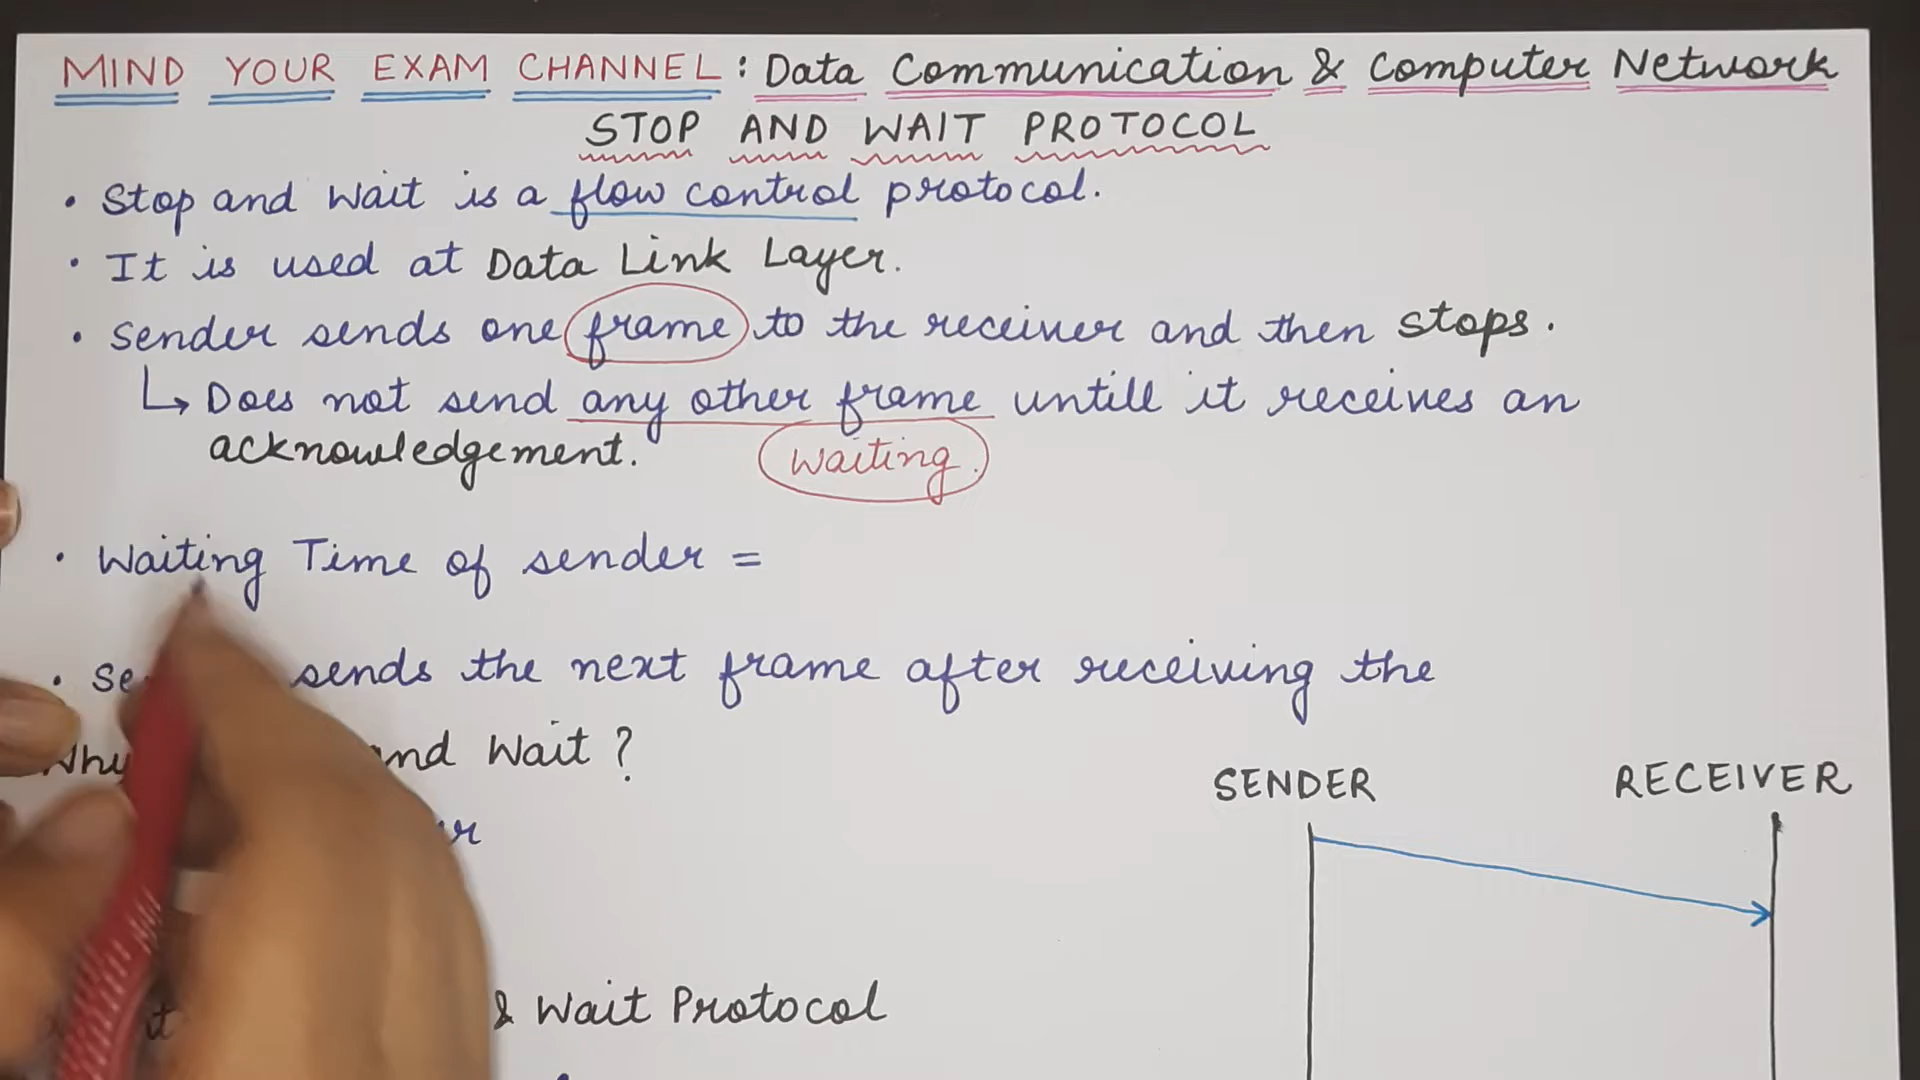 MIND YOUR EXAM CHANNEL : Data Communication & Computer Network
STOP AND WAIT PROTOCOL
• Stop and Wait is a flow control protocol.
• It is used at Data Link Layer.
• Sender sends one frame to the receiver and then stops.
↳ Does not send any other frame untill it receives an
acknowledgement. Waiting.
• Waiting Time of sender =
• sends the next frame after receiving the
Why and Wait ?
SENDER RECEIVER
& Wait Protocol